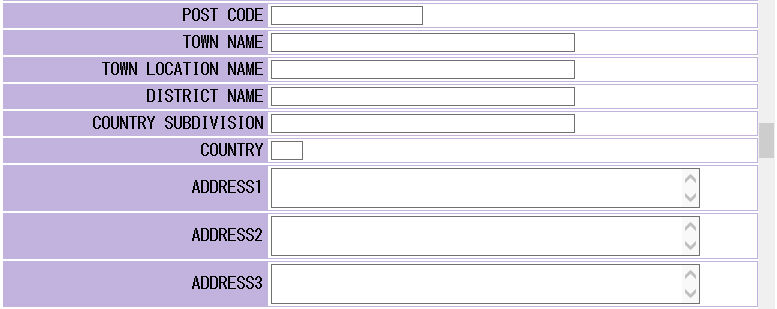 POST CODE
TOWN NAME
TOWN LOCATION NAME
DISTRICT NAME
COUNTRY SUBDIVISION
COUNTRY
ADDRESS1
ADDRESS2
ADDRESS3